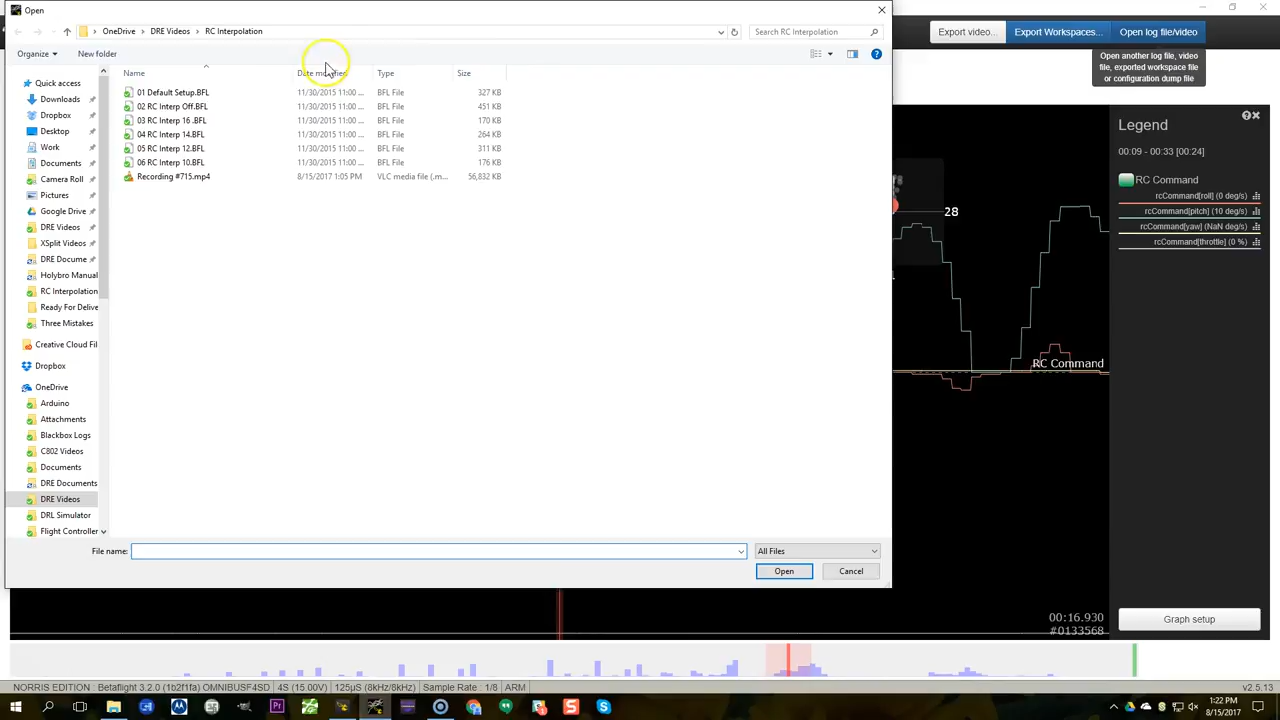 Open
OneDrive > DRE Videos > RC Interpolation
Search RC Interpolation
Export video...
Export Workspaces...
Open log file/video
Organize
New folder
Open another log file, video
file, exported workspace file
or configuration dump file
Name
Date modified
Type
Size
01 Default Setup.BFL 11/30/2015 11:00 ... BFL File 327 KB
02 RC Interp Off.BFL 11/30/2015 11:00 ... BFL File 451 KB
03 RC Interp 16 .BFL 11/30/2015 11:00 ... BFL File 170 KB
04 RC Interp 14.BFL 11/30/2015 11:00 ... BFL File 264 KB
05 RC Interp 12.BFL 11/30/2015 11:00 ... BFL File 311 KB
06 RC Interp 10.BFL 11/30/2015 11:00 ... BFL File 176 KB
Recording #715.mp4 8/15/2017 1:05 PM VLC media file (.m... 56,832 KB
Quick access
Downloads
Dropbox
Desktop
Work
Documents
Camera Roll
Pictures
Google Drive
DRE Videos
XSplit Videos
DRE Docume
Holybro Manual
RC Interpolation
Ready For Delive
Three Mistakes
Creative Cloud Fil
Dropbox
OneDrive
Arduino
Attachments
Blackbox Logs
C802 Videos
Documents
DRE Documents
DRE Videos
DRL Simulator
Flight Controller
File name:
All Files
Open
Cancel
28
RC Command
Legend
00:09 - 00:33 [00:24]
RC Command
rcCommand[roll] (0 deg/s)
rcCommand[pitch] (10 deg/s)
rcCommand[yaw] (NaN deg/s)
rcCommand[throttle] (0 %)
00:16.930
#0133568
Graph setup
NORRIS EDITION : Betaflight 3.2.0 (1b2f1fa) OMNIBUSF4SD 4S (15.00V) 125µS (8kHz/8kHz) Sample Rate : 1/8 ARM
v2.5.13
1:22 PM
8/15/2017